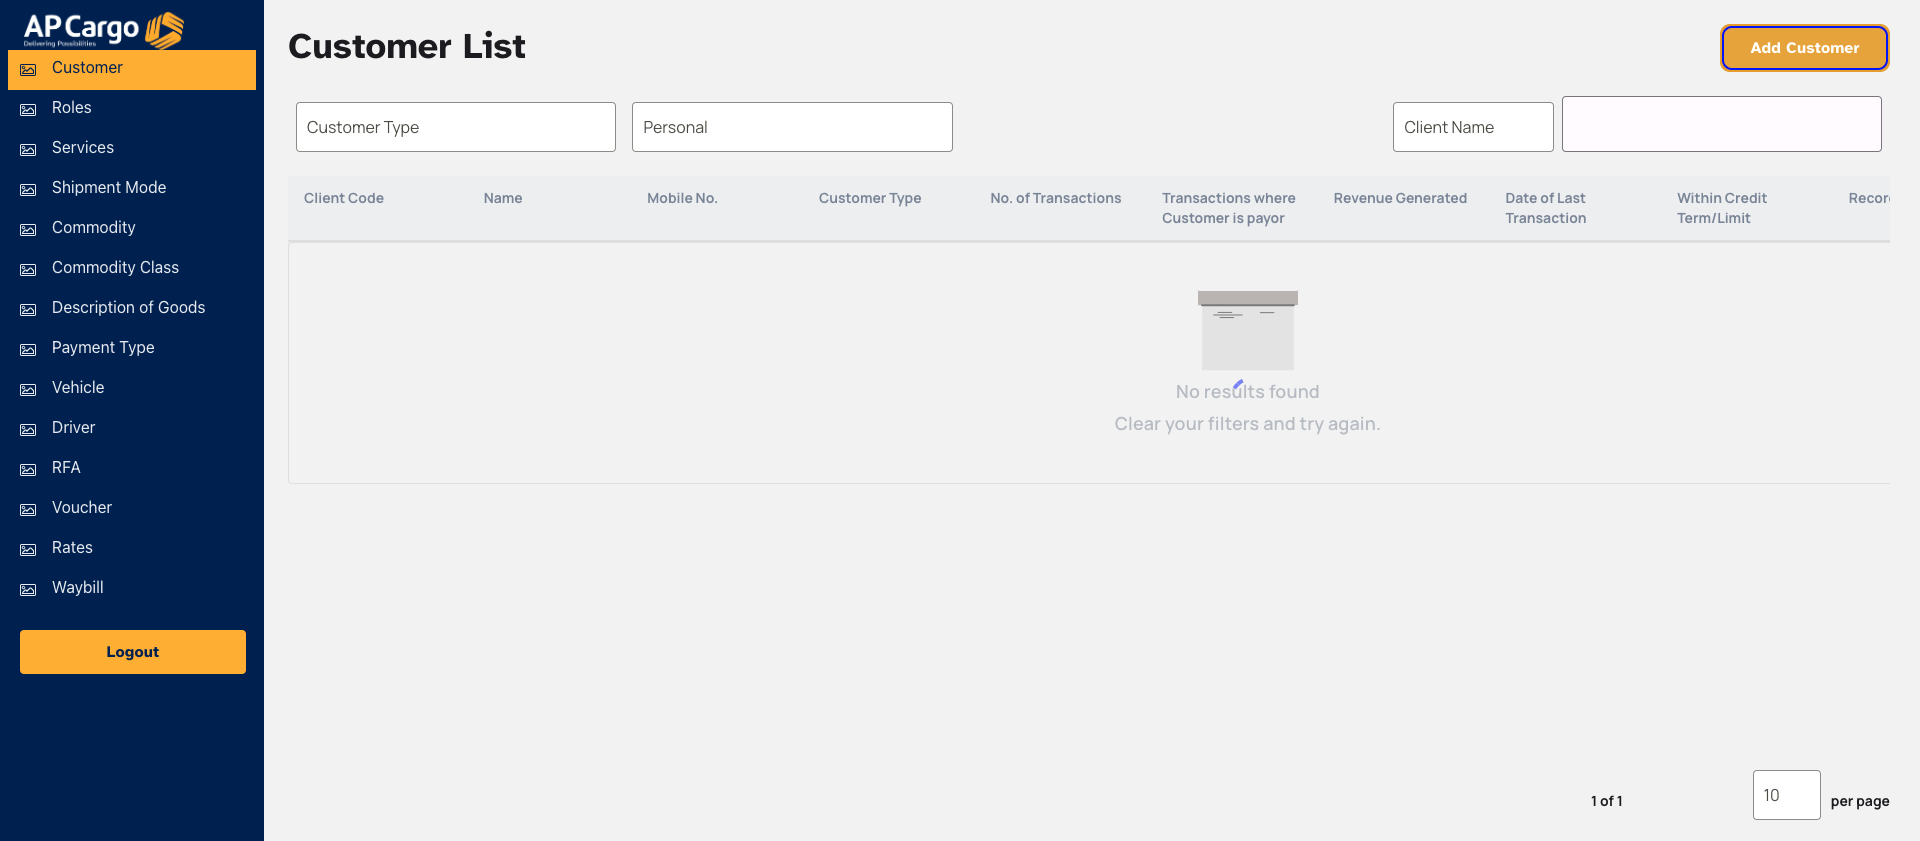 AP Cargo
Delivering Possibilities
Customer
Roles
Services
Shipment Mode
Commodity
Commodity Class
Description of Goods
Payment Type
Vehicle
Driver
RFA
Voucher
Rates
Waybill
Logout
Customer List
Add Customer
Customer Type
Personal
Client Name
Client Code
Name
Mobile No.
Customer Type
No. of Transactions
Transactions where
Customer is payor
Revenue Generated
Date of Last
Transaction
Within Credit
Term/Limit
Recor
No results found
Clear your filters and try again.
1 of 1
10
per page